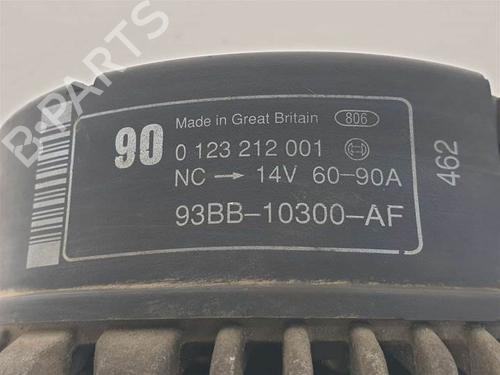 Made in Great Britain 806
90 0 123 212 001
NC → 14V 60-90A
93BB-10300-AF
462
B-PARTS